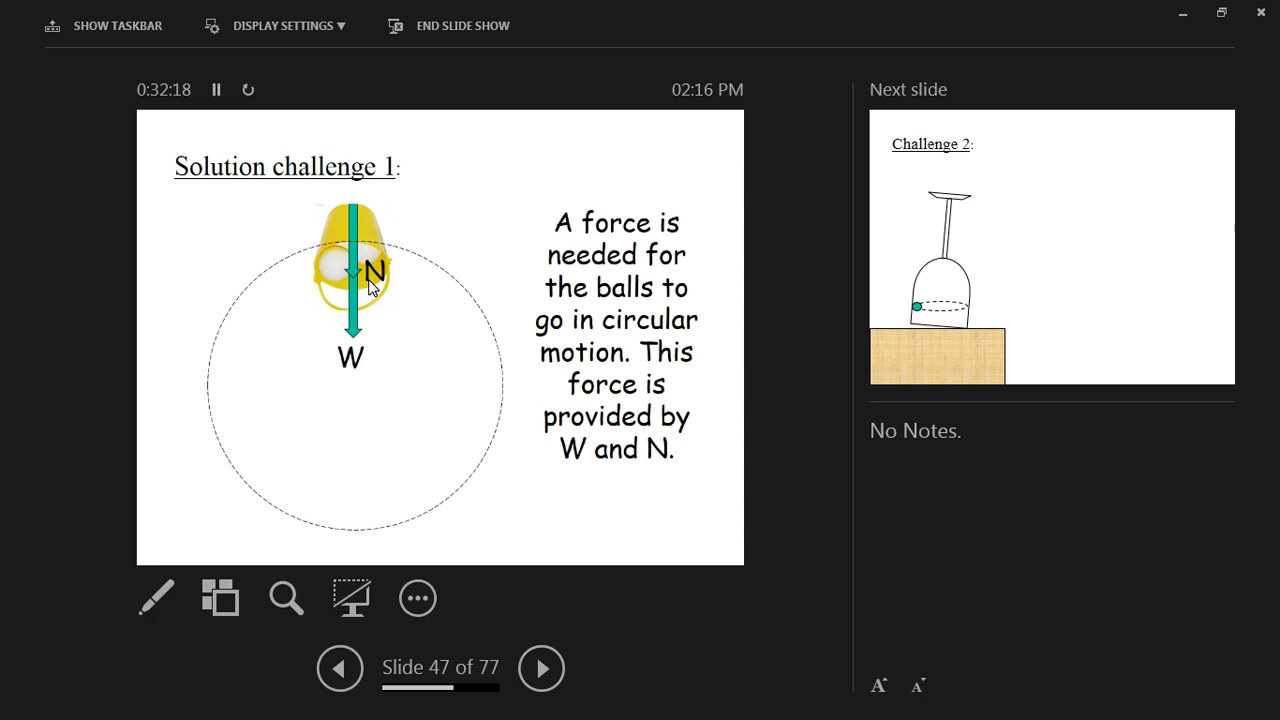 SHOW TASKBAR
DISPLAY SETTINGS ▼
END SLIDE SHOW
0:32:18
02:16 PM
Solution challenge 1:
N
W
A force is
needed for
the balls to
go in circular
motion. This
force is
provided by
W and N.
Slide 47 of 77
Next slide
Challenge 2:
No Notes.
A
A